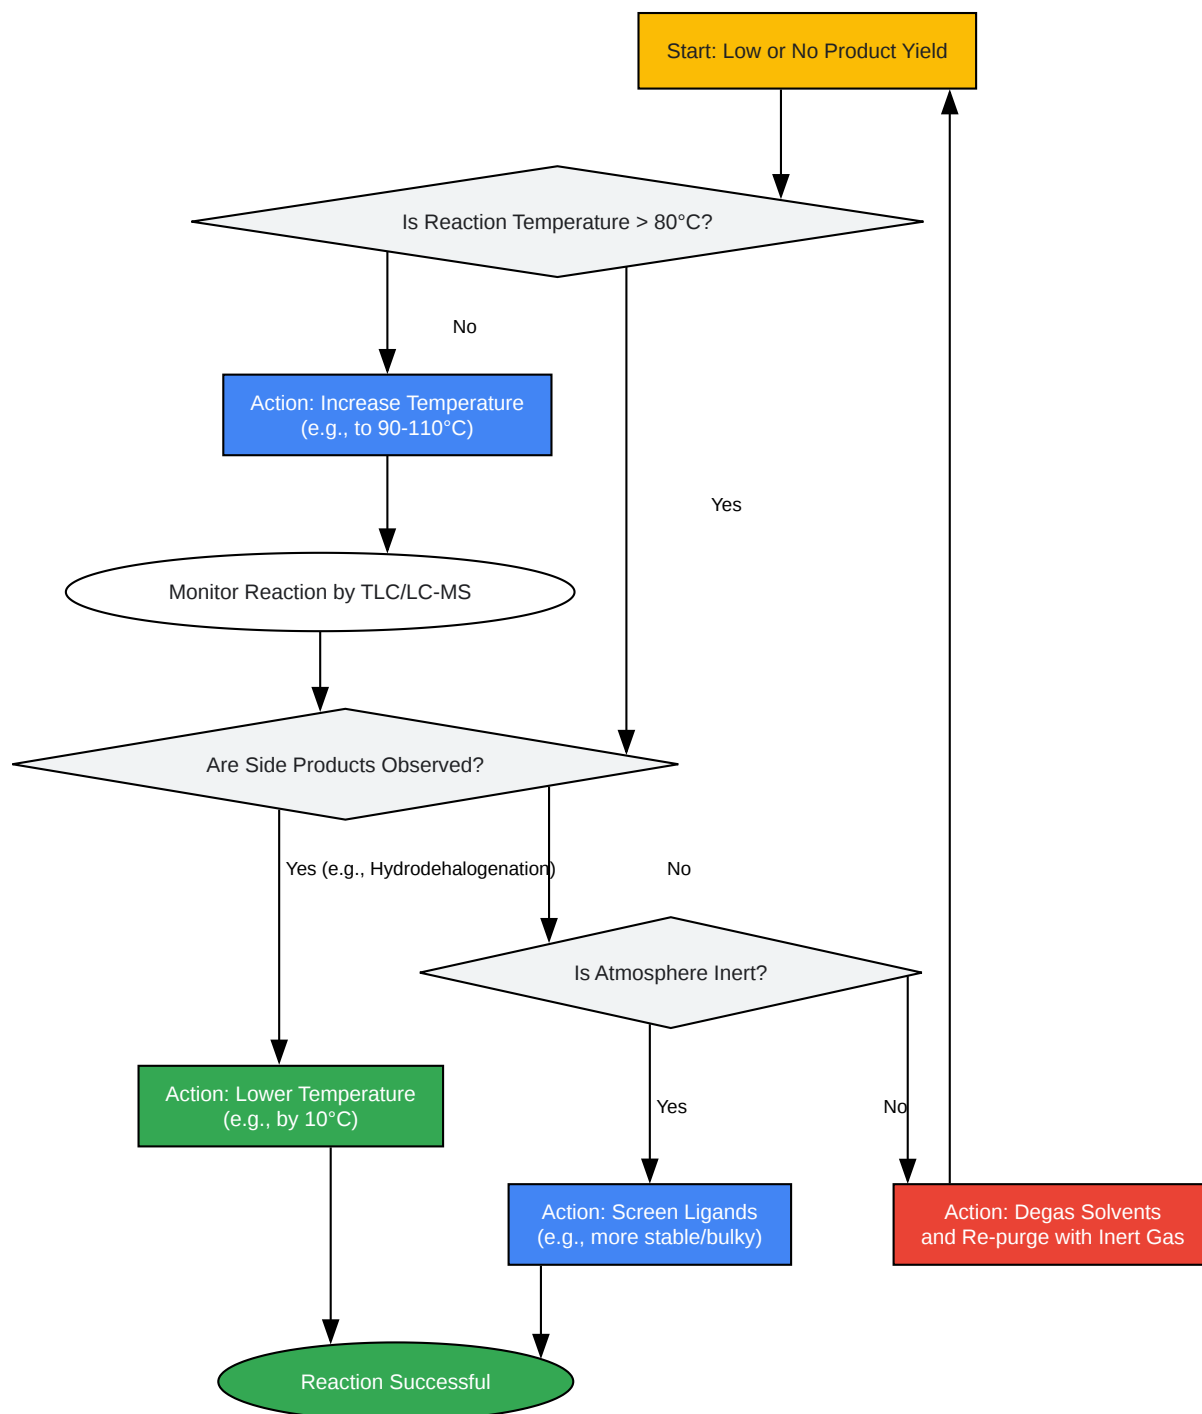 Start: Low or No Product Yield
Is Reaction Temperature > 80°C?
No
Action: Increase Temperature
(e.g., to 90-110°C)
Yes
Monitor Reaction by TLC/LC-MS
Are Side Products Observed?
Yes (e.g., Hydrodehalogenation)
No
Is Atmosphere Inert?
Action: Lower Temperature
(e.g., by 10°C)
Yes
No
Action: Screen Ligands
(e.g., more stable/bulky)
Action: Degas Solvents
and Re-purge with Inert Gas
Reaction Successful